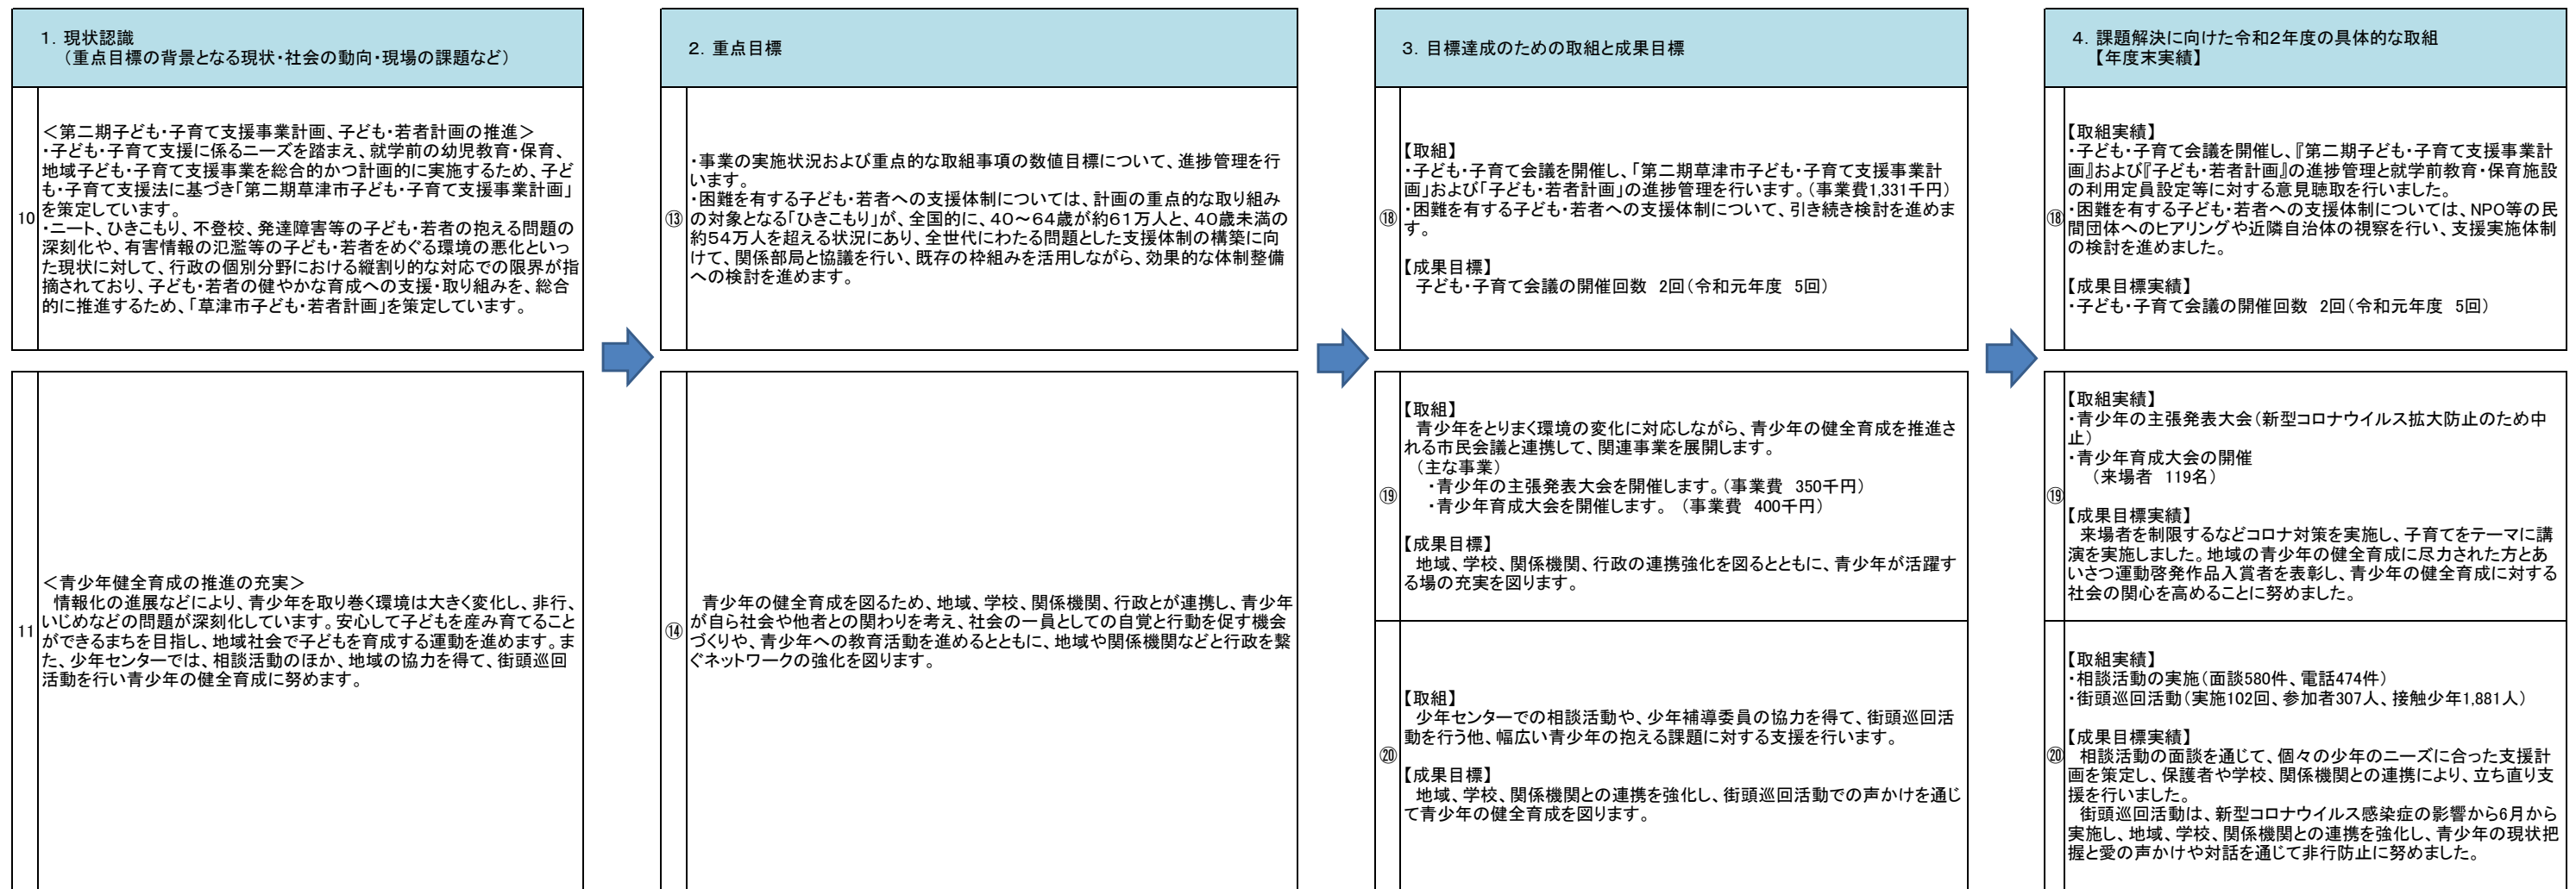 1．現状認識
（重点目標の背景となる現状・社会の動向・現場の課題など）
2．重点目標
3．目標達成のための取組と成果目標
4．課題解決に向けた令和２年度の具体的な取組
【年度末実績】
10
＜第二期子ども・子育て支援事業計画、子ども・若者計画の推進＞
・子ども・子育て支援に係るニーズを踏まえ、就学前の幼児教育・保育、
地域子ども・子育て支援事業を総合的かつ計画的に実施するため、子ど
も・子育て支援法に基づき「第二期草津市子ども・子育て支援事業計画」
を策定しています。
・ニート、ひきこもり、不登校、発達障害等の子ども・若者の抱える問題の
深刻化や、有害情報の氾濫等の子ども・若者をめぐる環境の悪化といっ
た現状に対して、行政の個別分野における縦割り的な対応での限界が指
摘されており、子ども・若者の健やかな育成への支援・取り組みを、総合
的に推進するため、「草津市子ども・若者計画」を策定しています。
⑬
・事業の実施状況および重点的な取組事項の数値目標について、進捗管理を行
います。
・困難を有する子ども・若者への支援体制については、計画の重点的な取り組み
の対象となる「ひきこもり」が、全国的に、４０～６４歳が約６１万人と、４０歳未満の
約５４万人を超える状況にあり、全世代にわたる問題とした支援体制の構築に向
けて、関係部局と協議を行い、既存の枠組みを活用しながら、効果的な体制整備
への検討を進めます。
⑱
【取組】
・子ども・子育て会議を開催し、「第二期草津市子ども・子育て支援事業計
画」および「子ども・若者計画」の進捗管理を行います。（事業費1,331千円）
・困難を有する子ども・若者への支援体制について、引き続き検討を進めま
す。
【成果目標】
子ども・子育て会議の開催回数　2回（令和元年度　5回）
⑱
【取組実績】
・子ども・子育て会議を開催し、『第二期子ども・子育て支援事業計
画』および『子ども・若者計画』の進捗管理と就学前教育・保育施設
の利用定員設定等に対する意見聴取を行いました。
・困難を有する子ども・若者への支援体制については、NPO等の民
間団体へのヒアリングや近隣自治体の視察を行い、支援実施体制
の検討を進めました。
【成果目標実績】
・子ども・子育て会議の開催回数　2回（令和元年度　5回）
11
＜青少年健全育成の推進の充実＞
情報化の進展などにより、青少年を取り巻く環境は大きく変化し、非行、
いじめなどの問題が深刻化しています。安心して子どもを産み育てること
ができるまちを目指し、地域社会で子どもを育成する運動を進めます。ま
た、少年センターでは、相談活動のほか、地域の協力を得て、街頭巡回
活動を行い青少年の健全育成に努めます。
⑭
青少年の健全育成を図るため、地域、学校、関係機関、行政とが連携し、青少年
が自ら社会や他者との関わりを考え、社会の一員としての自覚と行動を促す機会
づくりや、青少年への教育活動を進めるとともに、地域や関係機関などと行政を繋
ぐネットワークの強化を図ります。
⑲
【取組】
青少年をとりまく環境の変化に対応しながら、青少年の健全育成を推進さ
れる市民会議と連携して、関連事業を展開します。
（主な事業）
・青少年の主張発表大会を開催します。（事業費　350千円）
・青少年育成大会を開催します。　（事業費　400千円）
【成果目標】
地域、学校、関係機関、行政の連携強化を図るとともに、青少年が活躍す
る場の充実を図ります。
⑲
【取組実績】
・青少年の主張発表大会（新型コロナウイルス拡大防止のため中
止）
・青少年育成大会の開催
（来場者　119名）
【成果目標実績】
来場者を制限するなどコロナ対策を実施し、子育てをテーマに講
演を実施しました。地域の青少年の健全育成に尽力された方とあ
いさつ運動啓発作品入賞者を表彰し、青少年の健全育成に対する
社会の関心を高めることに努めました。
⑳
【取組】
少年センターでの相談活動や、少年補導委員の協力を得て、街頭巡回活
動を行う他、幅広い青少年の抱える課題に対する支援を行います。
【成果目標】
地域、学校、関係機関との連携を強化し、街頭巡回活動での声かけを通じ
て青少年の健全育成を図ります。
⑳
【取組実績】
・相談活動の実施（面談580件、電話474件）
・街頭巡回活動（実施102回、参加者307人、接触少年1,881人）
【成果目標実績】
相談活動の面談を通じて、個々の少年のニーズに合った支援計
画を策定し、保護者や学校、関係機関との連携により、立ち直り支
援を行いました。
街頭巡回活動は、新型コロナウイルス感染症の影響から6月から
実施し、地域、学校、関係機関との連携を強化し、青少年の現状把
握と愛の声かけや対話を通じて非行防止に努めました。